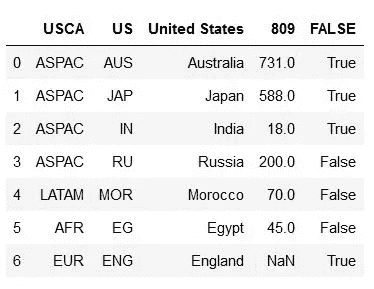 USCA US United States 809 FALSE
0 ASPAC AUS Australia 731.0 True
1 ASPAC JAP Japan 588.0 True
2 ASPAC IN India 18.0 True
3 ASPAC RU Russia 200.0 False
4 LATAM MOR Morocco 70.0 False
5 AFR EG Egypt 45.0 False
6 EUR ENG England NaN True